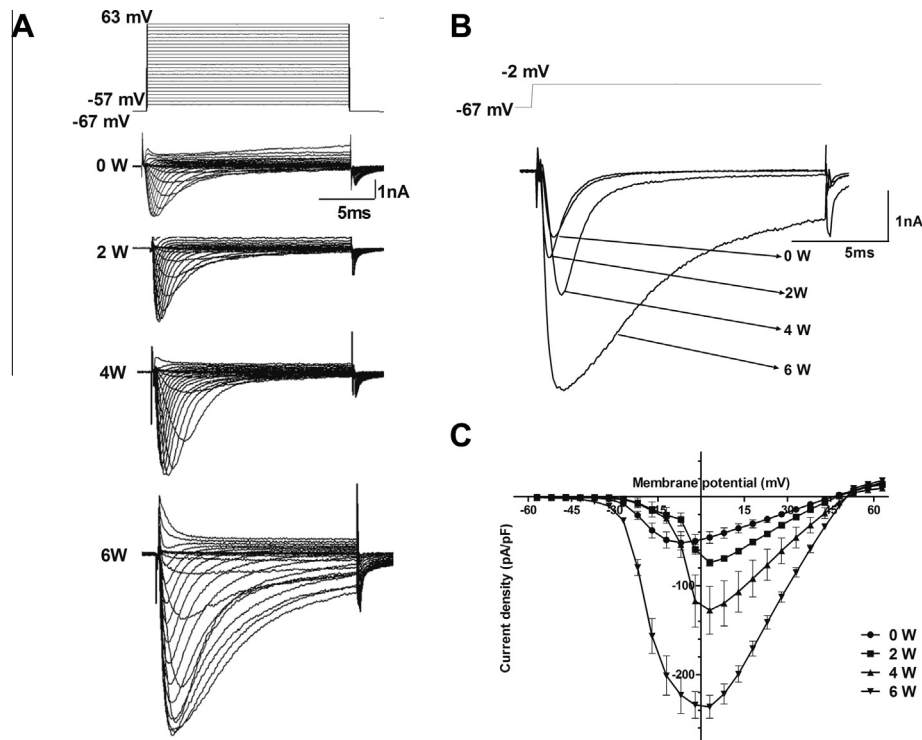 A
63 mV
-57 mV
-67 mV
0 W
1nA
5ms
2 W
4W
6W
B
-2 mV
-67 mV
1nA
5ms
0 W
2W
4 W
6 W
C
Membrane potential (mV)
-60 -45 -30 -15 15 30 45 60
-100
-200
Current density (pA/pF)
0 W
2 W
4 W
6 W